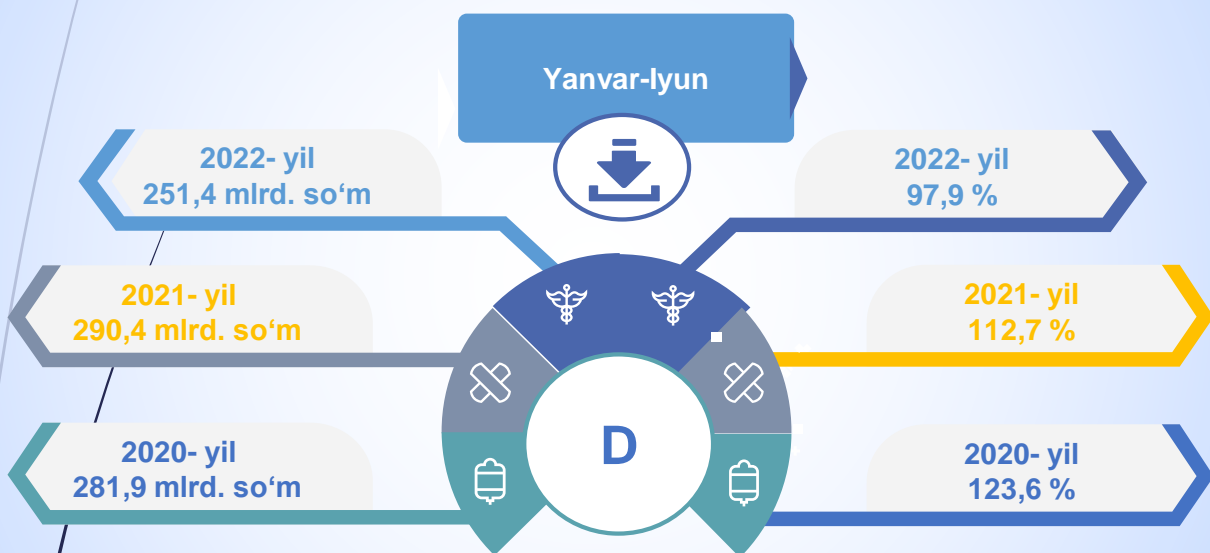 Yanvar-Iyun
2022- yil
251,4 mlrd. so‘m
2022- yil
97,9 %
2021- yil
290,4 mlrd. so‘m
2021- yil
112,7 %
2020- yil
281,9 mlrd. so‘m
2020- yil
123,6 %
D